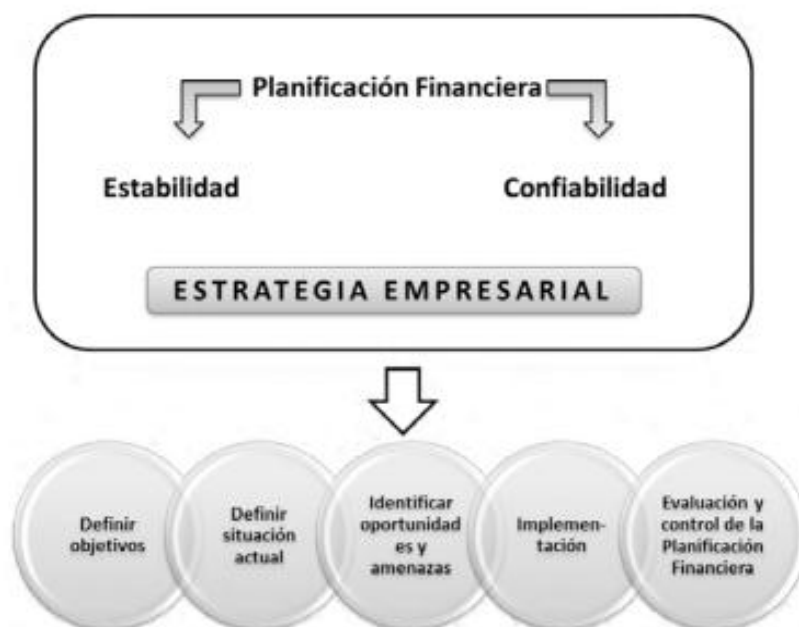 Planificación Financiera
Estabilidad
Confiabilidad
ESTRATEGIA EMPRESARIAL
Definir
objetivos
Definir
situación
actual
Identificar
oportunidad
es y
amenazas
Implemen-
tación
Evaluación y
control de la
Planificación
Financiera